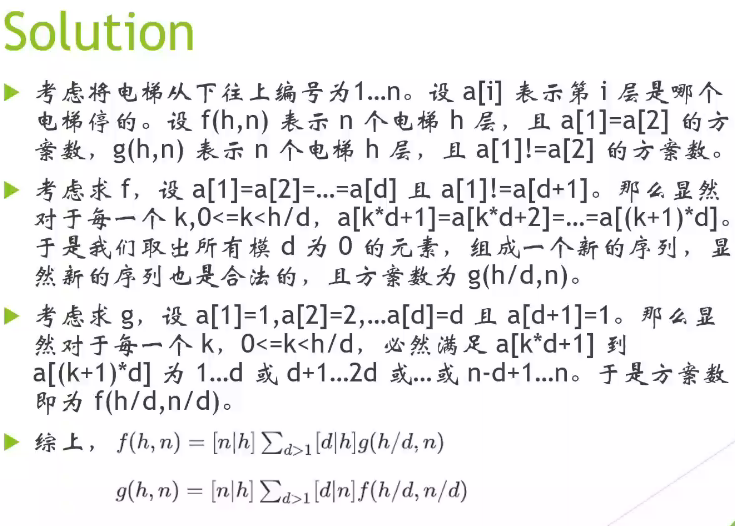 Solution
考虑将电梯从下往上编号为1...n。设 a[i] 表示第 i 层是哪个
电梯停的。设 f(h,n) 表示 n 个电梯 h 层，且 a[1]=a[2] 的方
案数，g(h,n) 表示 n 个电梯 h 层，且 a[1]!=a[2] 的方案数。
考虑求 f，设 a[1]=a[2]=...=a[d] 且 a[1]!=a[d+1]。那么显然
对于每一个 k,0<=k<h/d，a[k*d+1]=a[k*d+2]=...=a[(k+1)*d]。
于是我们取出所有模 d 为 0 的元素，组成一个新的序列，显
然新的序列也是合法的，且方案数为 g(h/d,n)。
考虑求 g，设 a[1]=1,a[2]=2,...a[d]=d 且 a[d+1]=1。那么显
然对于每一个 k，0<=k<h/d，必然满足 a[k*d+1] 到
a[(k+1)*d] 为 1...d 或 d+1...2d 或...或 n-d+1...n。于是方案数
即为 f(h/d,n/d)。
综上，f(h,n) = [n|h] ∑_{d>1}[d|h]g(h/d,n)
g(h,n) = [n|h] ∑_{d>1}[d|n]f(h/d,n/d)